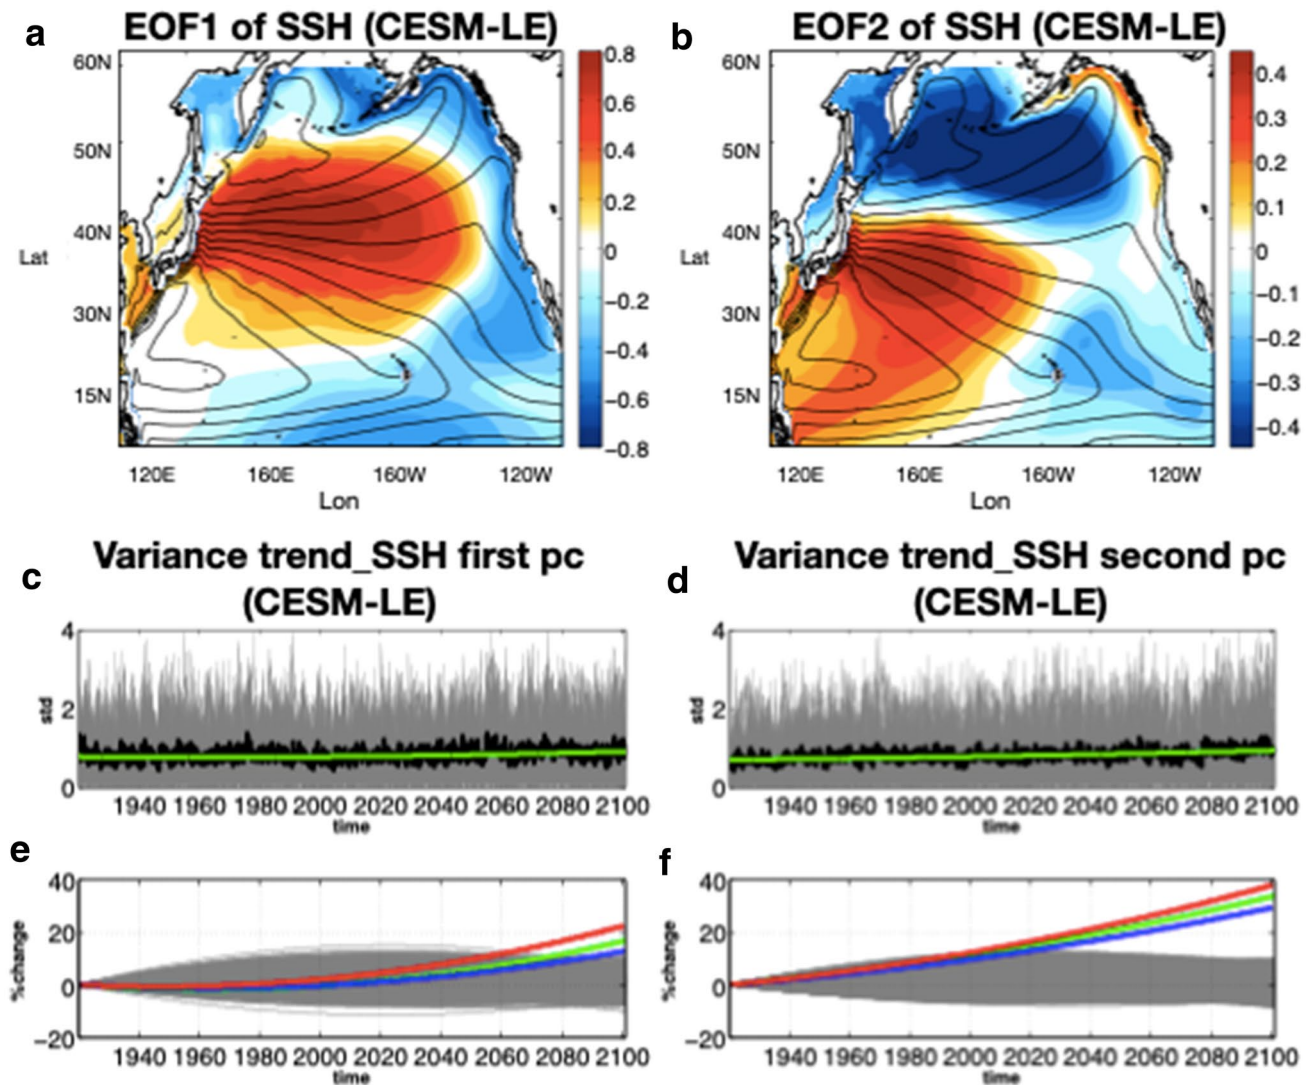 a EOF1 of SSH (CESM-LE)
60N
50N
40N
Lat
30N
15N
120E 160E 160W 120W
Lon
0.8
0.6
0.4
0.2
0
−0.2
−0.4
−0.6
−0.8
b EOF2 of SSH (CESM-LE)
60N
50N
40N
Lat
30N
15N
120E 160E 160W 120W
Lon
0.4
0.3
0.2
0.1
0
−0.1
−0.2
−0.3
−0.4
c Variance trend_SSH first pc
(CESM-LE)
4
2
0
std
1940 1960 1980 2000 2020 2040 2060 2080 2100
time
d Variance trend_SSH second pc
(CESM-LE)
4
2
0
std
1940 1960 1980 2000 2020 2040 2060 2080 2100
time
e
40
20
0
−20
%change
1940 1960 1980 2000 2020 2040 2060 2080 2100
time
f
40
20
0
−20
%change
1940 1960 1980 2000 2020 2040 2060 2080 2100
time